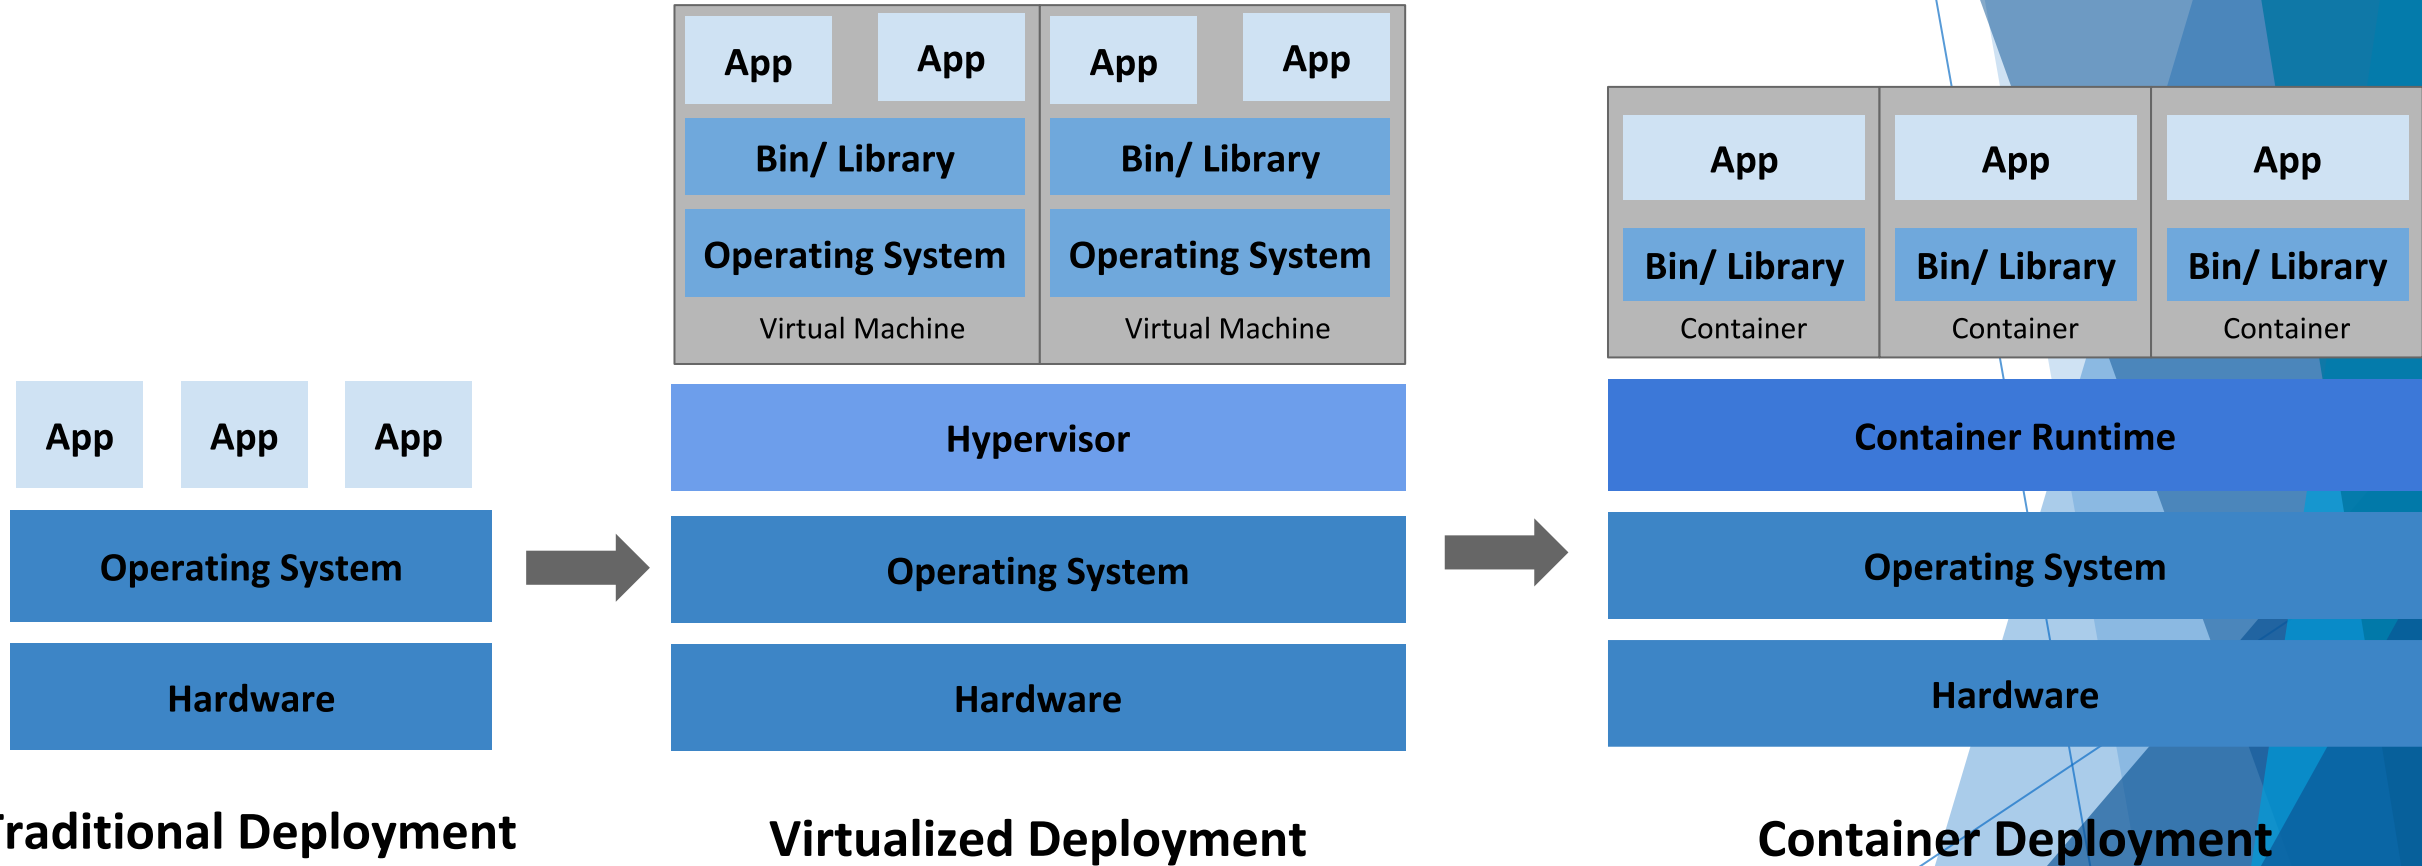 App
App
App
Operating System
Hardware
Traditional Deployment
App
App
App
App
Bin/ Library
Bin/ Library
Operating System
Operating System
Virtual Machine
Virtual Machine
Hypervisor
Operating System
Hardware
Virtualized Deployment
App
App
App
Bin/ Library
Bin/ Library
Bin/ Library
Container
Container
Container
Container Runtime
Operating System
Hardware
Container Deployment